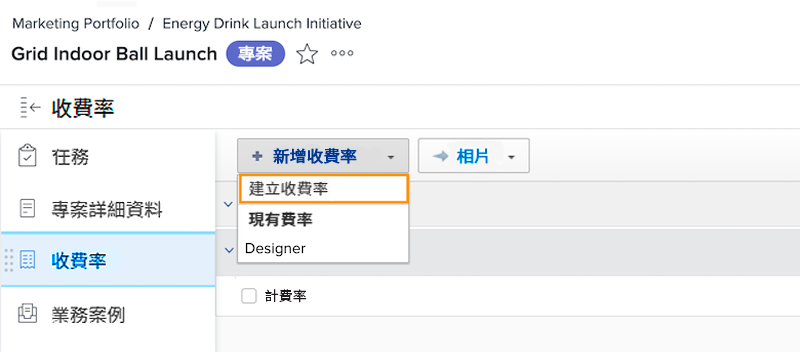 Marketing Portfolio / Energy Drink Launch Initiative
Grid Indoor Ball Launch 專案
收費率
任務
專案詳細資料
收費率
業務案例
+ 新增收費率
相片
建立收費率
現有費率
Designer
計費率